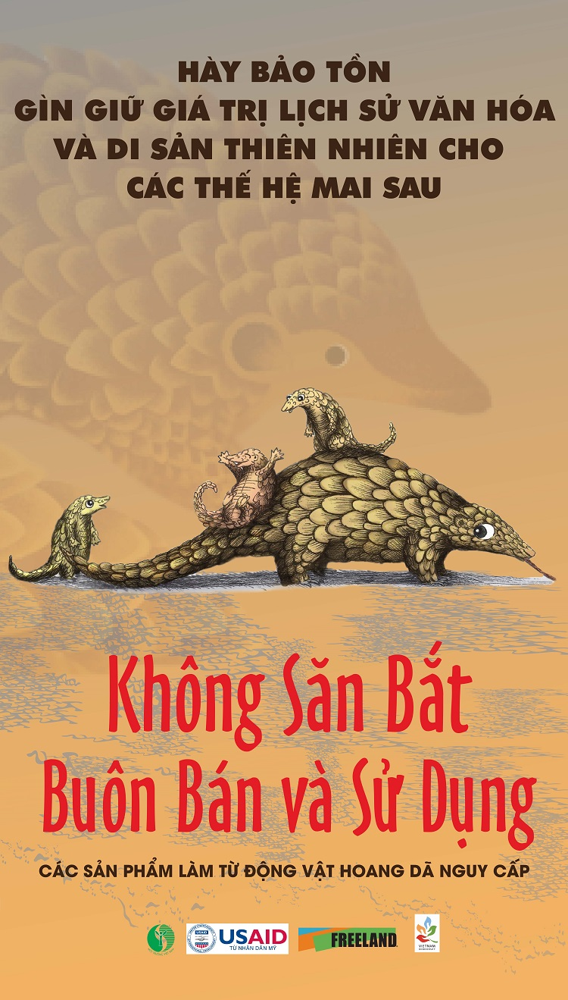 HÀY BẢO TỒN
GÌN GIỮ GIÁ TRỊ LỊCH SỬ VĂN HÓA
VÀ DI SẢN THIÊN NHIÊN CHO
CÁC THẾ HỆ MAI SAU
Không Săn Bắt
Buôn Bán và Sử Dụng
CÁC SẢN PHẨM LÀM TỪ ĐỘNG VẬT HOANG DÃ NGUY CẤP
USAID
TỪ NHÂN DÂN MỸ
FREELAND
VIETNAM